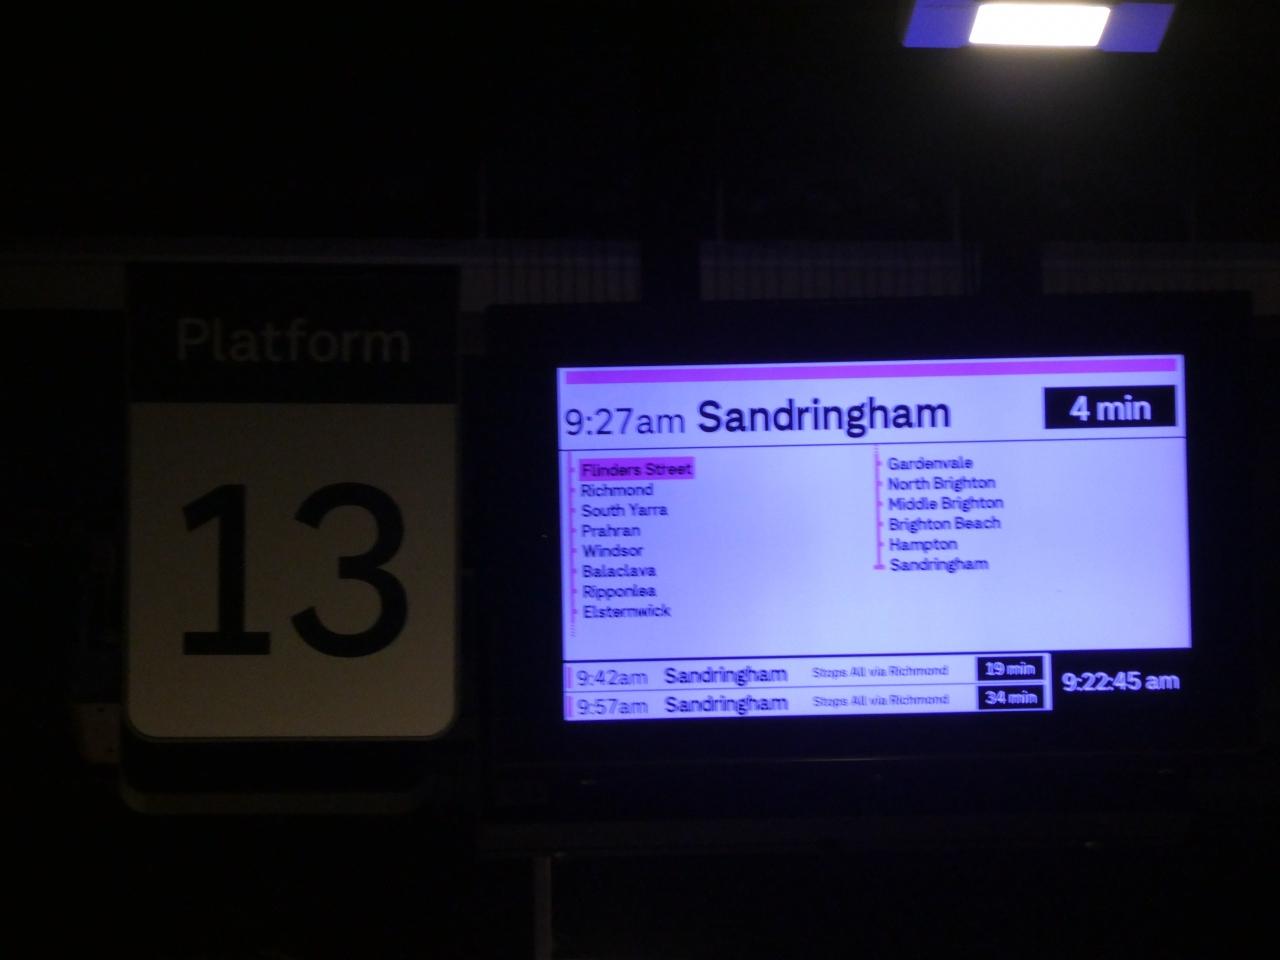 Platform
13
9:27am Sandringham 4 min
Flinders Street
Richmond
South Yarra
Prahran
Windsor
Balaclava
Ripponlea
Elsternwick
Gardenvale
North Brighton
Middle Brighton
Brighton Beach
Hampton
Sandringham
9:42am Sandringham Stops All via Richmond 19 min
9:57am Sandringham Stops All via Richmond 34 min
9:22:45 am